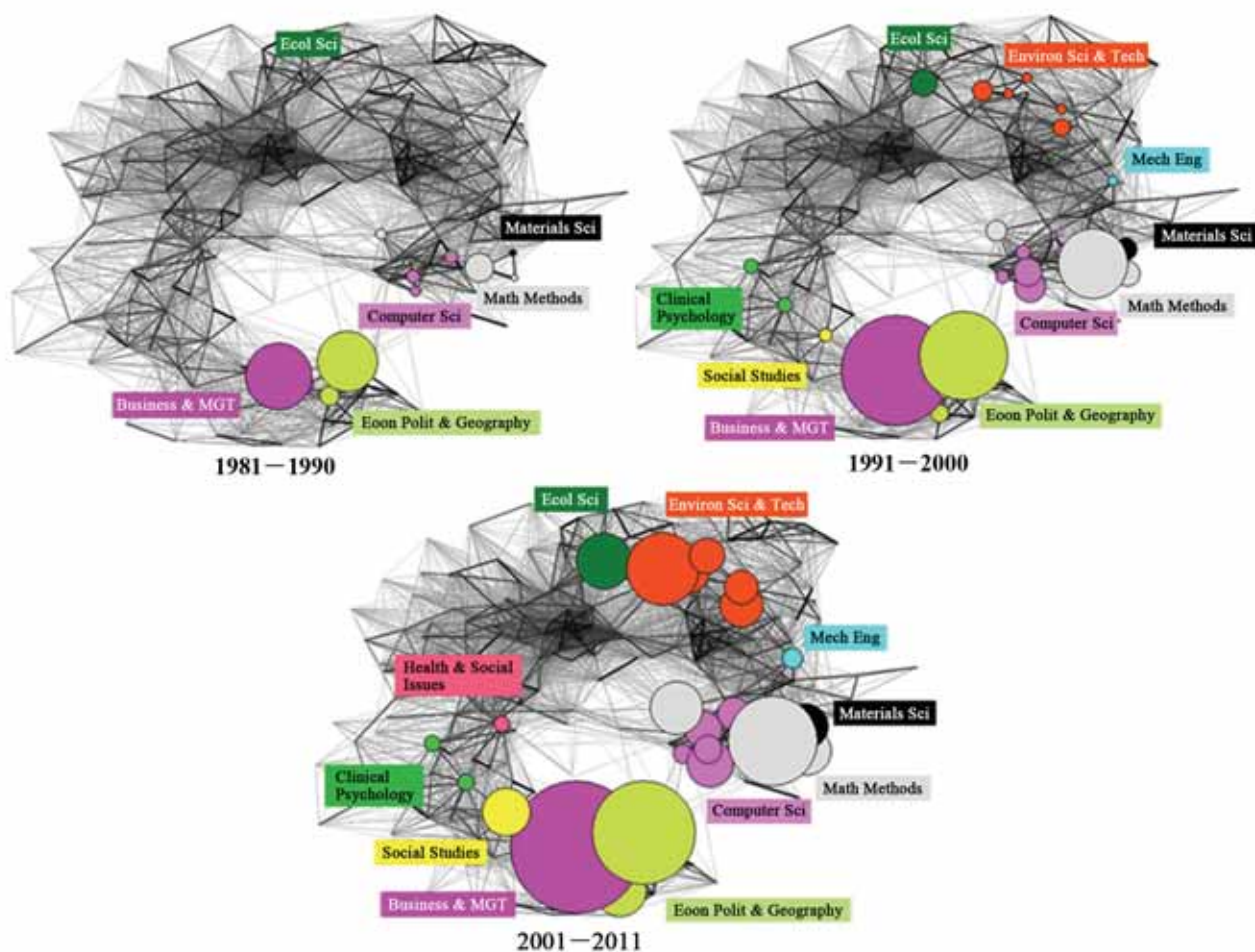 Ecol Sci
Materials Sci
Math Methods
Computer Sci
Business & MGT
Eoon Polit & Geography
1981—1990
Ecol Sci
Environ Sci & Tech
Mech Eng
Materials Sci
Clinical
Psychology
Math Methods
Computer Sci
Social Studies
Business & MGT
Eoon Polit & Geography
1991—2000
Ecol Sci
Environ Sci & Tech
Mech Eng
Health & Social
Issues
Materials Sci
Clinical
Psychology
Math Methods
Computer Sci
Social Studies
Business & MGT
Eoon Polit & Geography
2001—2011